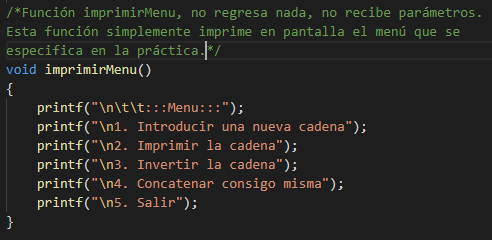 /*Función imprimirMenu, no regresa nada, no recibe parámetros.
Esta función simplemente imprime en pantalla el menú que se
especifica en la práctica.*/
void imprimirMenu()
{
    printf("\n\t\t:::Menu:::");
    printf("\n1. Introducir una nueva cadena");
    printf("\n2. Imprimir la cadena");
    printf("\n3. Invertir la cadena");
    printf("\n4. Concatenar consigo misma");
    printf("\n5. Salir");
}